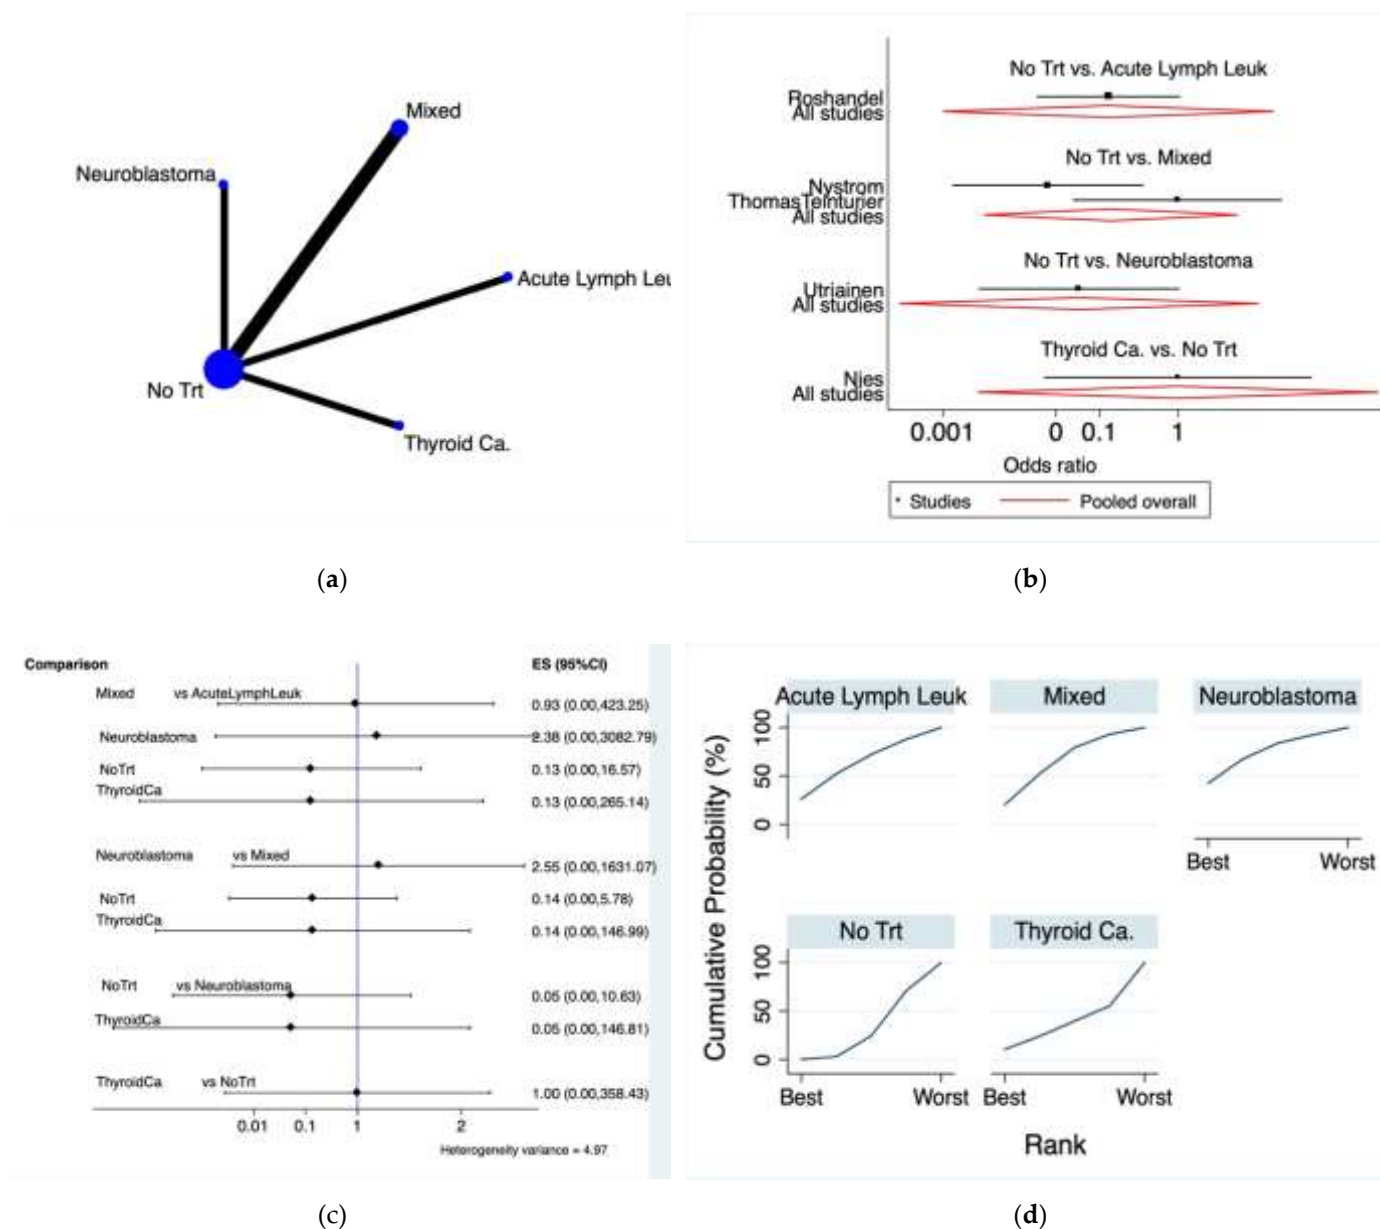 Mixed
Neuroblastoma
Acute Lymph Leu
No Trt
Thyroid Ca.
(a)
No Trt vs. Acute Lymph Leuk
Roshandel
All studies
No Trt vs. Mixed
Nystrom
ThomasTeinturier
All studies
No Trt vs. Neuroblastoma
Utriainen
All studies
Thyroid Ca. vs. No Trt
Nies
All studies
0.001 0 0.1 1
Odds ratio
Studies Pooled overall
(b)
Comparison ES (95%CI)
Mixed vs AcuteLymphLeuk 0.93 (0.00,423.25)
Neuroblastoma 2.38 (0.00,3082.79)
NoTrt 0.13 (0.00,16.57)
ThyroidCa 0.13 (0.00,265.14)
Neuroblastoma vs Mixed 2.55 (0.00,1631.07)
NoTrt 0.14 (0.00,5.78)
ThyroidCa 0.14 (0.00,146.99)
NoTrt vs Neuroblastoma 0.05 (0.00,10.63)
ThyroidCa 0.05 (0.00,146.81)
ThyroidCa vs NoTrt 1.00 (0.00,358.43)
0.01 0.1 1 2
Heterogeneity variance = 4.97
(c)
Acute Lymph Leuk Mixed Neuroblastoma
100
50
0
Best Worst
No Trt Thyroid Ca.
100
50
0
Best Worst Best Worst
Cumulative Probability (%)
Rank
(d)